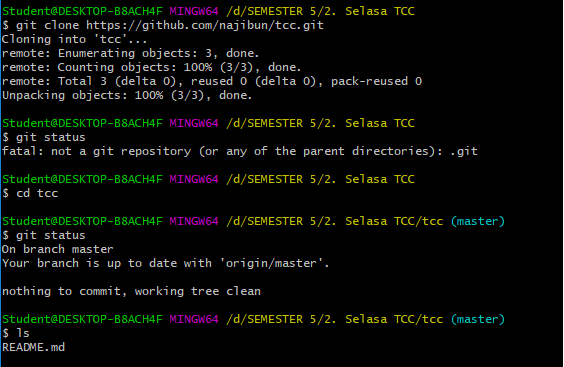 Student@DESKTOP-B8ACH4F MINGW64 /d/SEMESTER 5/2. Selasa TCC
$ git clone https://github.com/najibun/tcc.git
Cloning into 'tcc'...
remote: Enumerating objects: 3, done.
remote: Counting objects: 100% (3/3), done.
remote: Total 3 (delta 0), reused 0 (delta 0), pack-reused 0
Unpacking objects: 100% (3/3), done.

Student@DESKTOP-B8ACH4F MINGW64 /d/SEMESTER 5/2. Selasa TCC
$ git status
fatal: not a git repository (or any of the parent directories): .git

Student@DESKTOP-B8ACH4F MINGW64 /d/SEMESTER 5/2. Selasa TCC
$ cd tcc

Student@DESKTOP-B8ACH4F MINGW64 /d/SEMESTER 5/2. Selasa TCC/tcc (master)
$ git status
On branch master
Your branch is up to date with 'origin/master'.

nothing to commit, working tree clean

Student@DESKTOP-B8ACH4F MINGW64 /d/SEMESTER 5/2. Selasa TCC/tcc (master)
$ ls
README.md